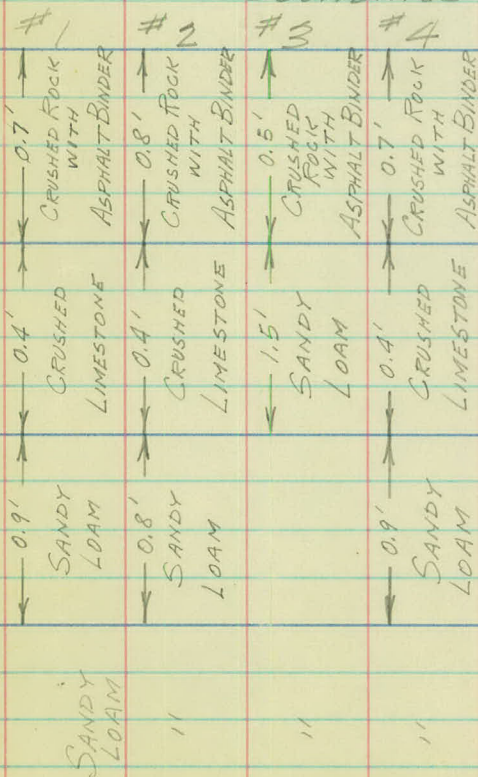 # 1
0.7'
CRUSHED ROCK
WITH
ASPHALT BINDER
0.4'
CRUSHED
LIMESTONE
0.9'
SANDY
LOAM
SANDY
LOAM
# 2
0.8'
CRUSHED ROCK
WITH
ASPHALT BINDER
0.4'
CRUSHED
LIMESTONE
0.8'
SANDY
LOAM
"
# 3
0.5'
CRUSHED
ROCK
WITH
ASPHALT BINDER
1.5'
SANDY
LOAM
"
# 4
0.7'
CRUSHED ROCK
WITH
ASPHALT BINDER
0.4'
CRUSHED
LIMESTONE
0.9'
SANDY
LOAM
"